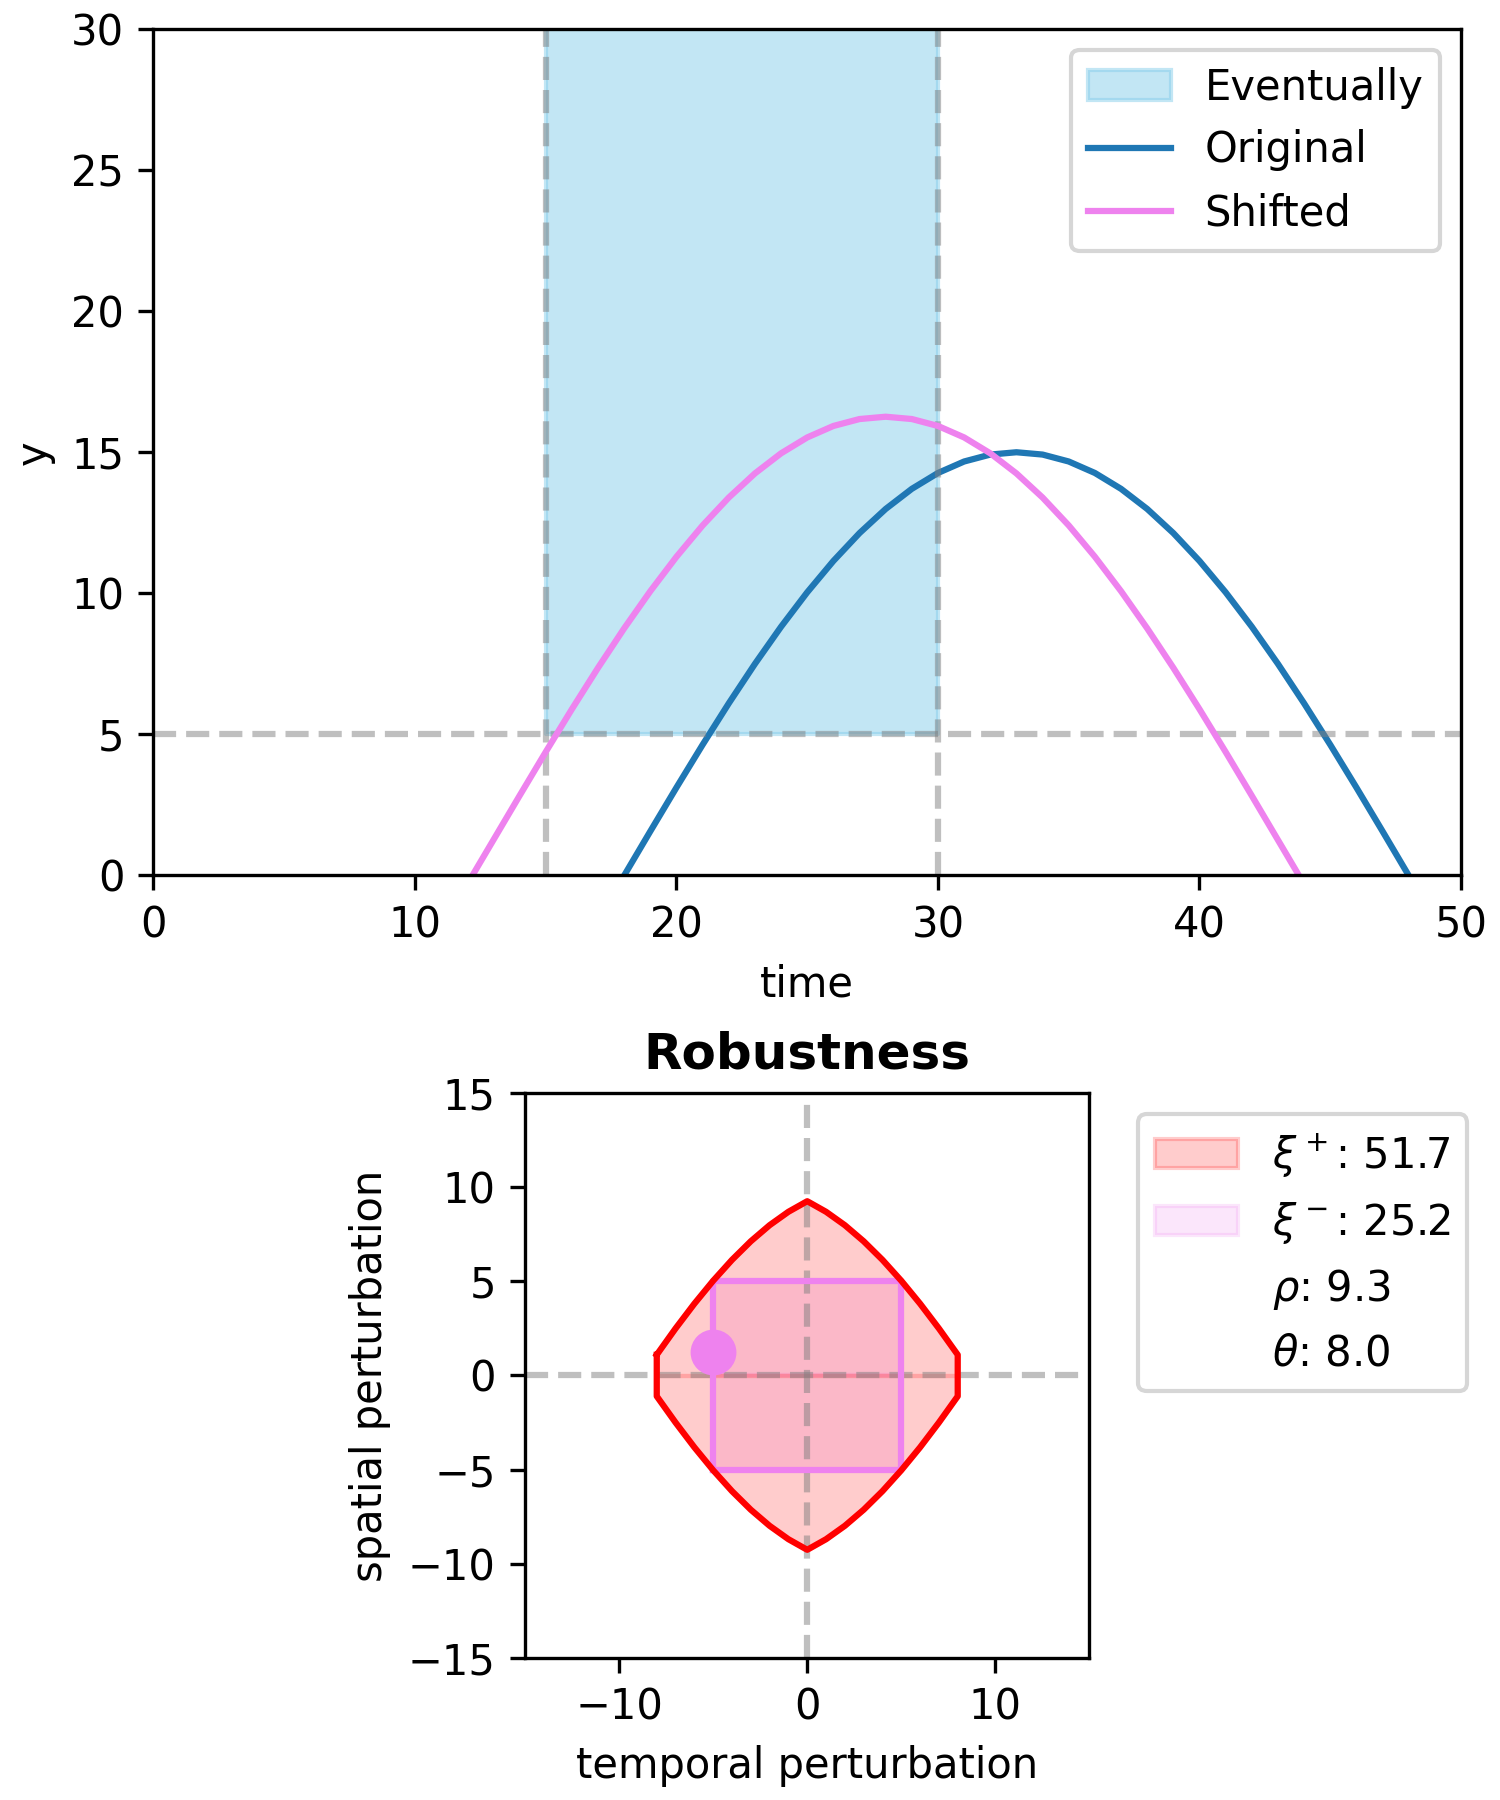 30
25
20
15
10
5
0
y
Eventually
Original
Shifted
0 10 20 30 40 50
time
Robustness
15
10
5
0
−5
−10
−15
spatial perturbation
ξ⁺: 51.7
ξ⁻: 25.2
ρ: 9.3
θ: 8.0
−10 0 10
temporal perturbation